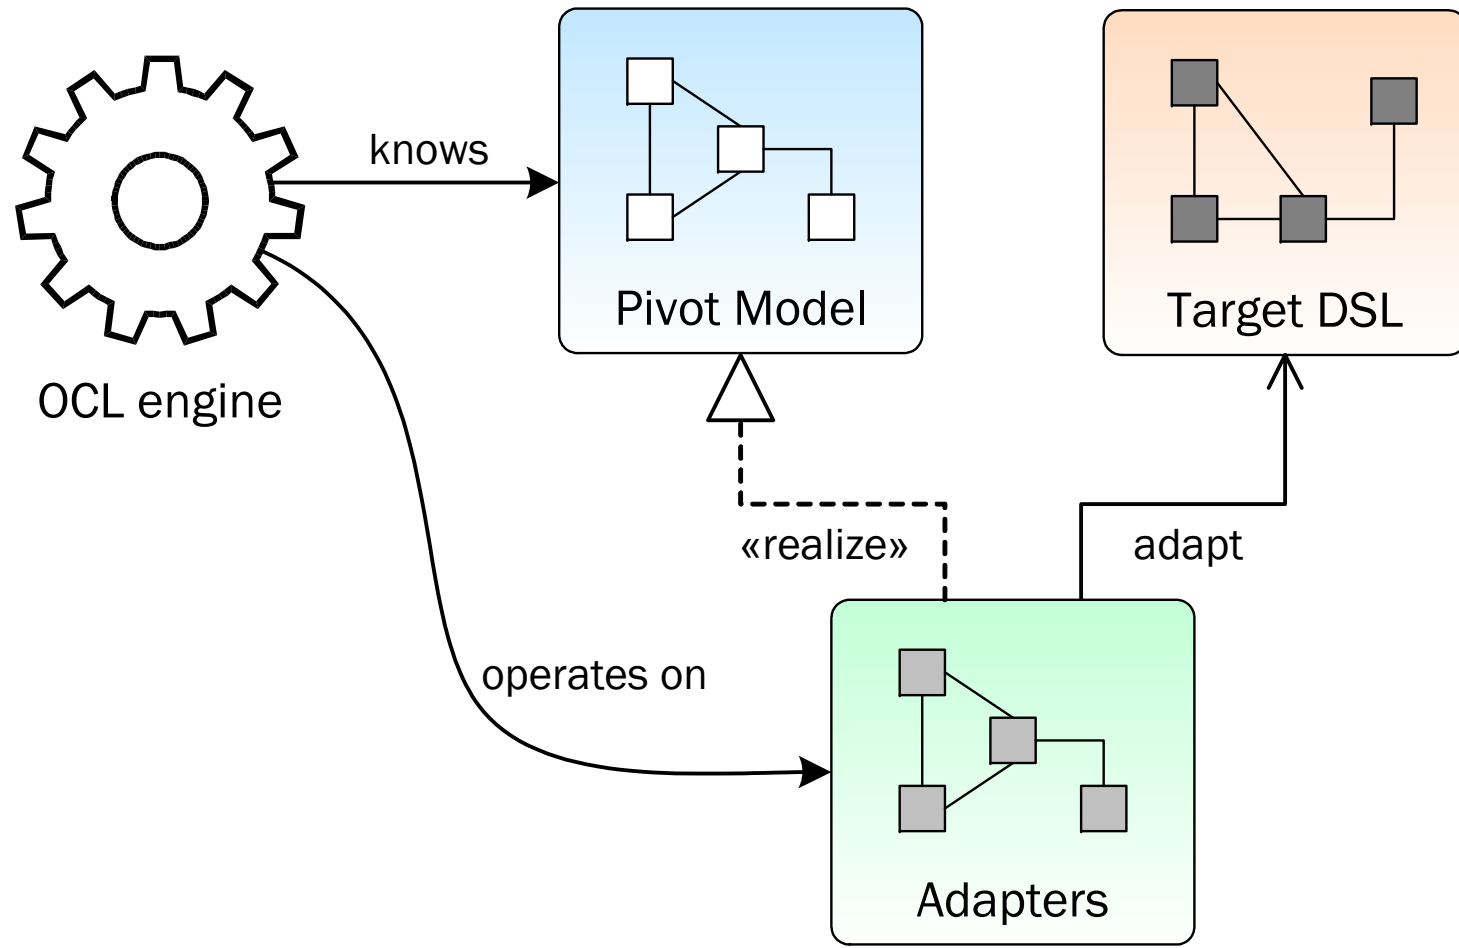 knows
Pivot Model
Target DSL
OCL engine
«realize»
adapt
operates on
Adapters